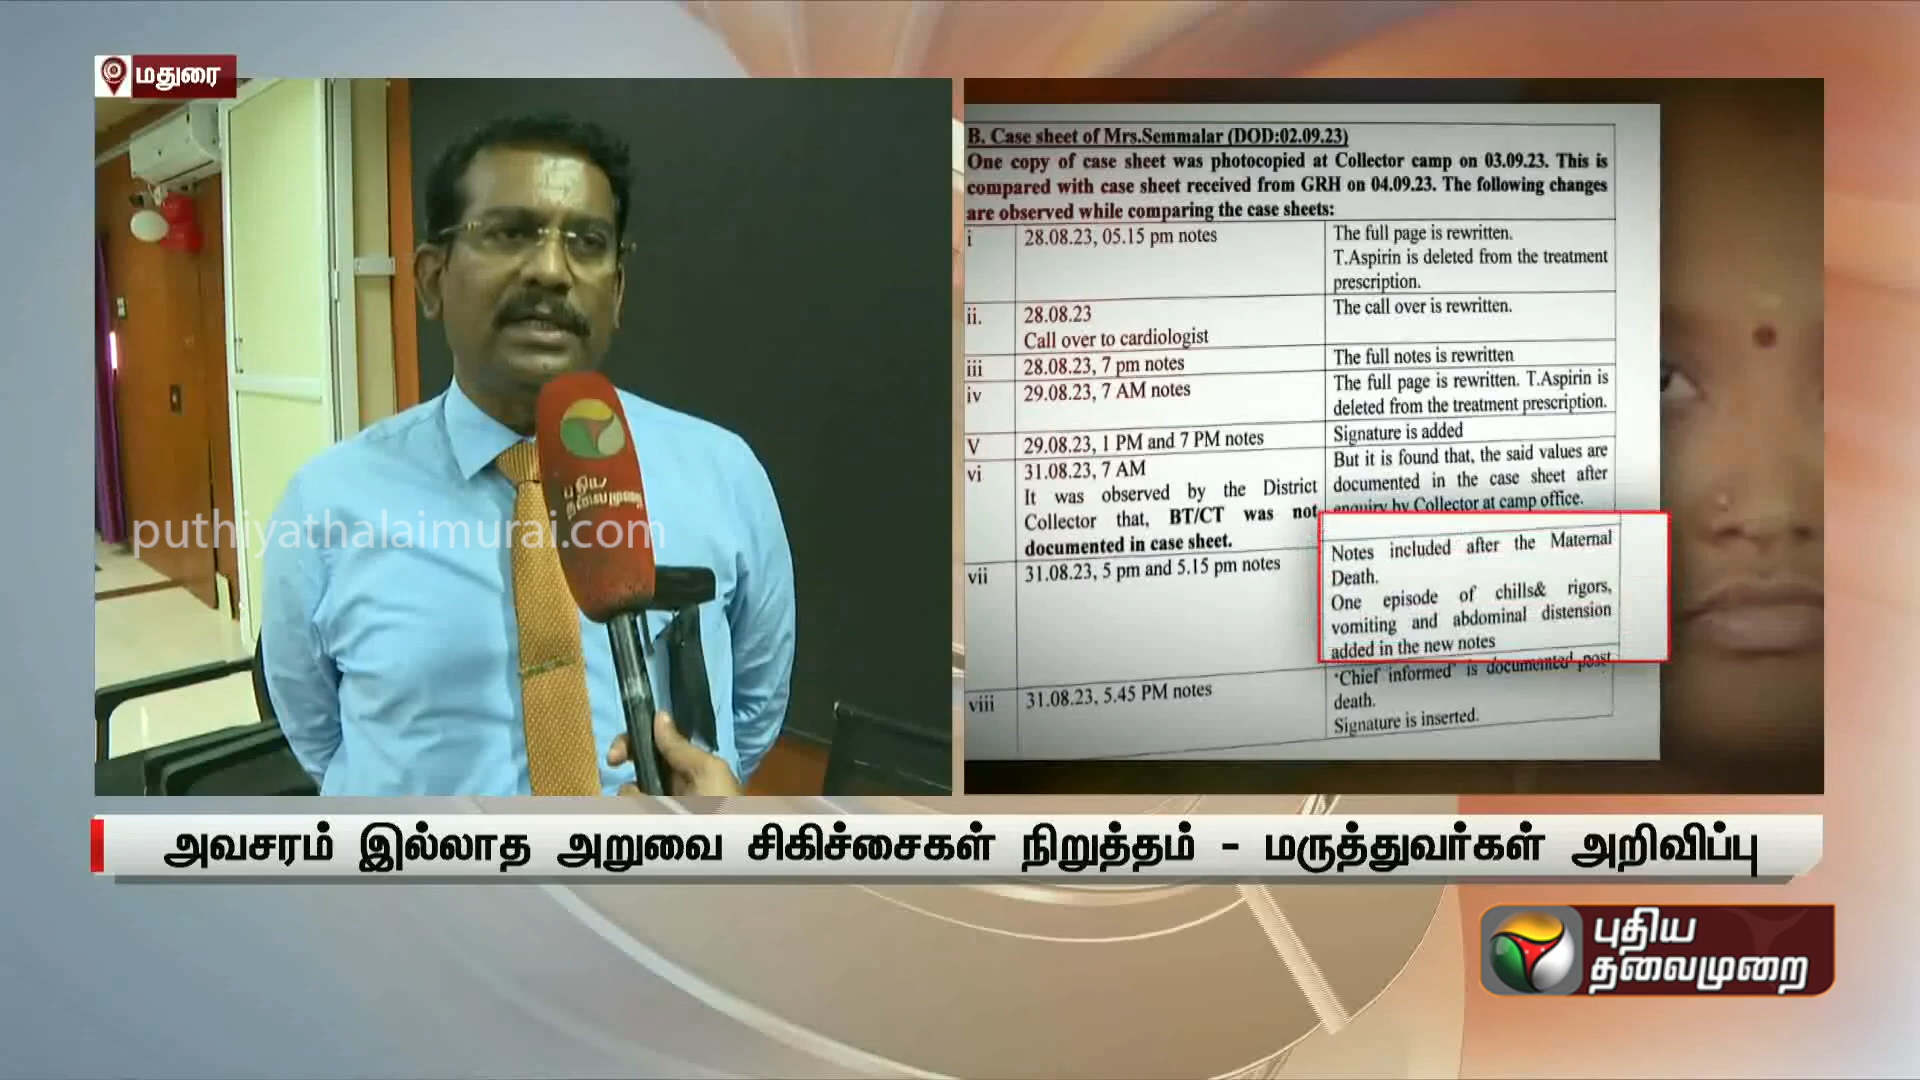 மதுரை
puthiyathalaimurai.com
புதிய
தலைமுறை
B. Case sheet of Mrs.Semmalar (DOD:02.09.23)
One copy of case sheet was photocopied at Collector camp on 03.09.23. This is
compared with case sheet received from GRH on 04.09.23. The following changes
are observed while comparing the case sheets:
i 28.08.23, 05.15 pm notes The full page is rewritten.
T.Aspirin is deleted from the treatment
prescription.
ii. 28.08.23 The call over is rewritten.
Call over to cardiologist
iii 28.08.23, 7 pm notes The full notes is rewritten
iv 29.08.23, 7 AM notes The full page is rewritten. T.Aspirin is
deleted from the treatment prescription.
V 29.08.23, 1 PM and 7 PM notes Signature is added
vi 31.08.23, 7 AM But it is found that, the said values are
It was observed by the District documented in the case sheet after
Collector that, BT/CT was not enquiry by Collector at camp office.
documented in case sheet.
vii 31.08.23, 5 pm and 5.15 pm notes Notes included after the Maternal
Death.
One episode of chills& rigors,
vomiting and abdominal distension
added in the new notes
viii 31.08.23, 5.45 PM notes 'Chief informed' is documented post
death.
Signature is inserted.
அவசரம் இல்லாத அறுவை சிகிச்சைகள் நிறுத்தம் - மருத்துவர்கள் அறிவிப்பு
புதிய
தலைமுறை